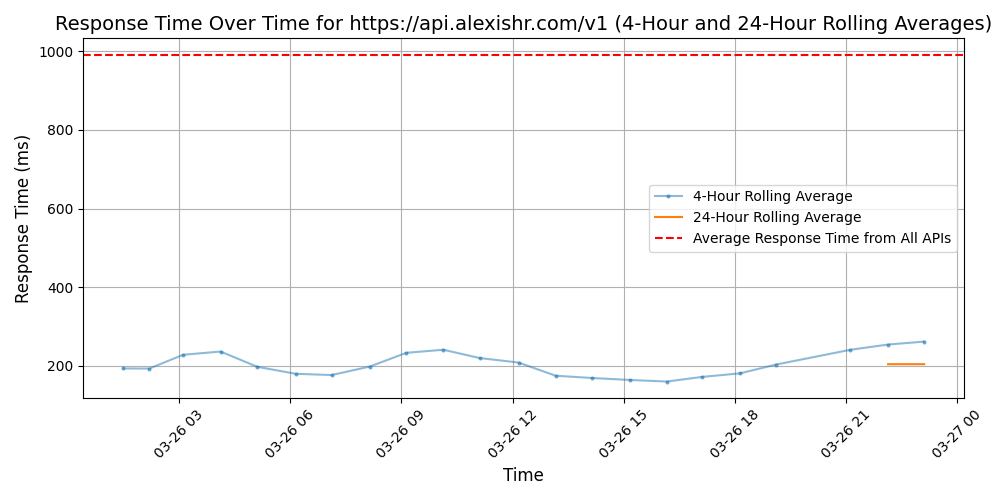 Response Time Over Time for https://api.alexishr.com/v1 (4-Hour and 24-Hour Rolling Averages)
Response Time (ms)
1000
800
600
400
200
4-Hour Rolling Average
24-Hour Rolling Average
Average Response Time from All APIs
03-26 03
03-26 06
03-26 09
03-26 12
03-26 15
03-26 18
03-26 21
03-27 00
Time